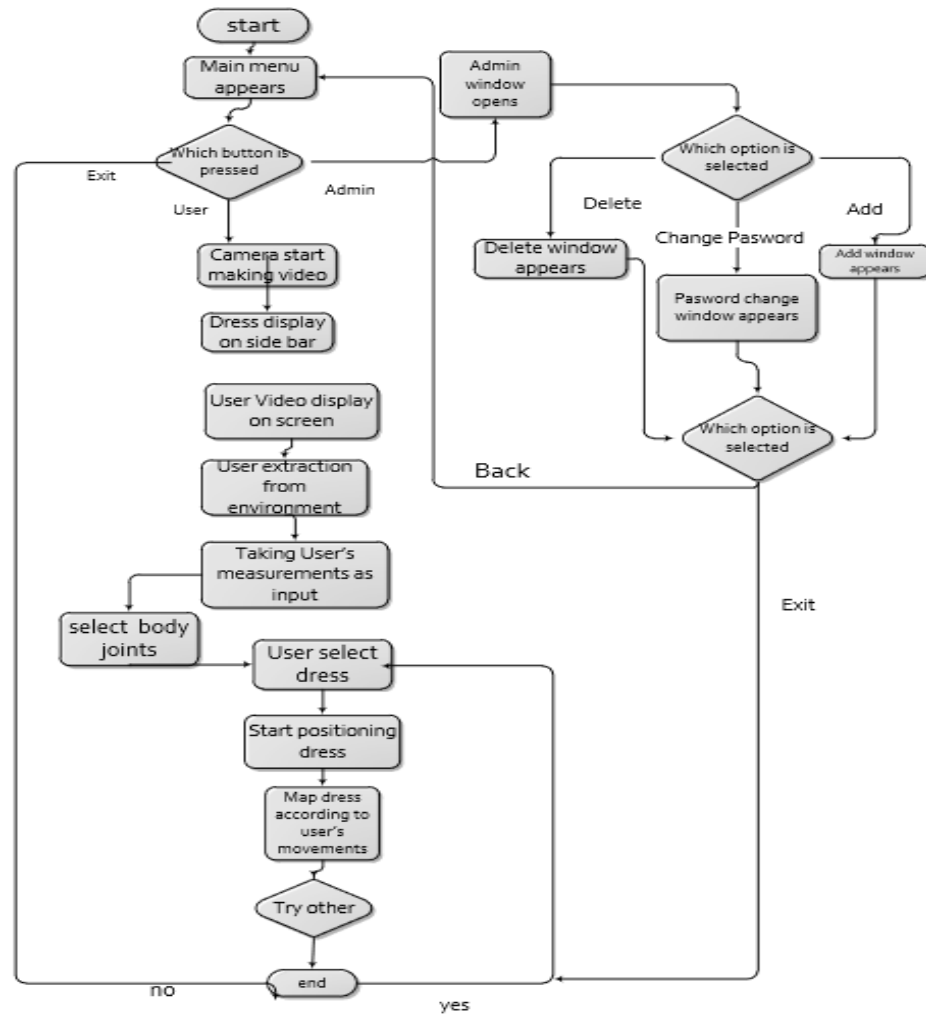 start
Main menu
appears
Which button is
pressed
Exit
User
Admin
Admin
window
opens
Which option is
selected
Delete
Change Password
Add
Delete window
appears
Pasword change
window appears
Add window
appears
Which option is
selected
Back
Exit
Camera start
making video
Dress display
on side bar
User Video display
on screen
User extraction
from
environment
Taking User's
measurements as
input
select body
joints
User select
dress
Start positioning
dress
Map dress
according to
user's
movements
Try other
end
no
yes